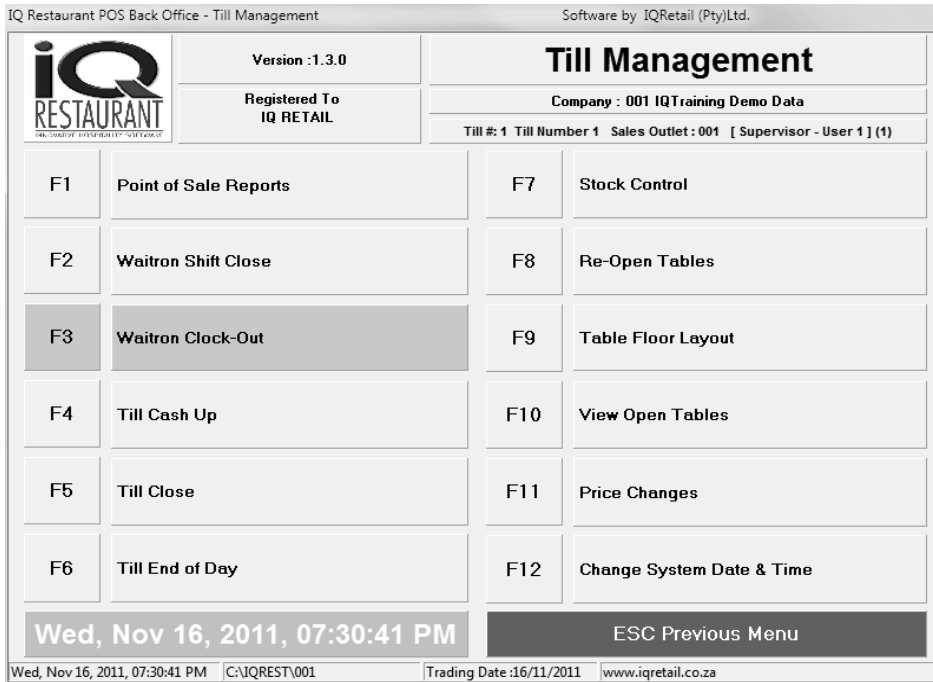 IQ Restaurant POS Back Office - Till Management
Software by IQRetail (Pty)Ltd.
iQ
RESTAURANT
INNOVATIVE HOSPITALITY SOFTWARE
Version :1.3.0
Registered To
IQ RETAIL
Till Management
Company : 001 IQTraining Demo Data
Till #: 1 Till Number 1 Sales Outlet : 001 [ Supervisor - User 1 ] (1)
F1 Point of Sale Reports
F2 Waitron Shift Close
F3 Waitron Clock-Out
F4 Till Cash Up
F5 Till Close
F6 Till End of Day
F7 Stock Control
F8 Re-Open Tables
F9 Table Floor Layout
F10 View Open Tables
F11 Price Changes
F12 Change System Date & Time
Wed, Nov 16, 2011, 07:30:41 PM
ESC Previous Menu
Wed, Nov 16, 2011, 07:30:41 PM C:\IQREST\001 Trading Date :16/11/2011 www.iqretail.co.za